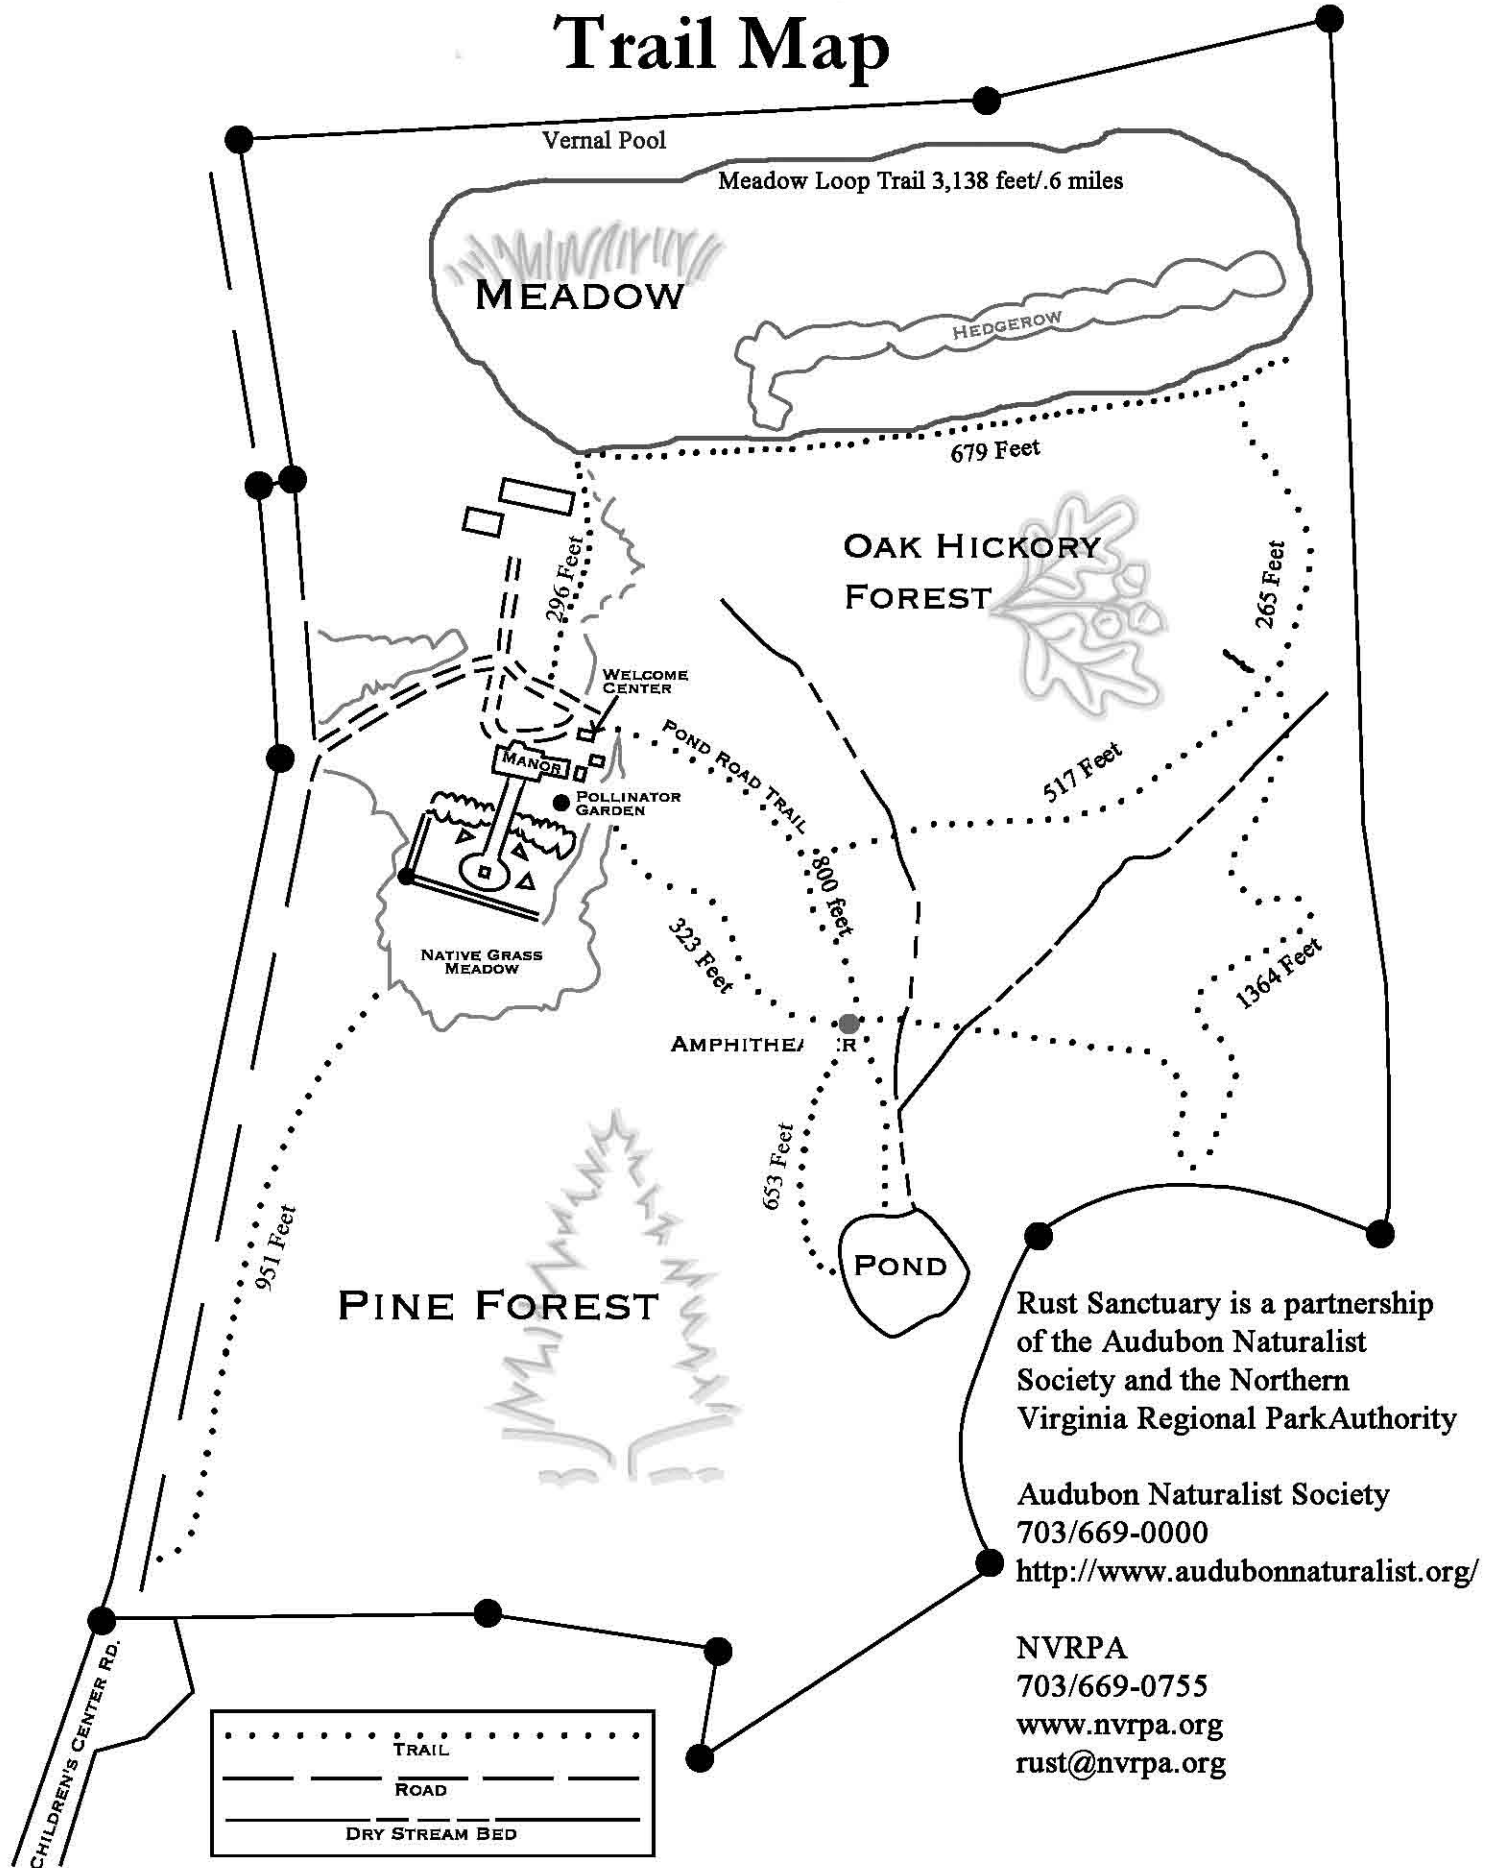 Trail Map
Vernal Pool
Meadow Loop Trail 3,138 feet/.6 miles
MEADOW
HEDGEROW
679 Feet
OAK HICKORY
FOREST
296 Feet
265 Feet
WELCOME
CENTER
POND ROAD TRAIL
MANOR
517 Feet
POLLINATOR
GARDEN
800 feet
323 Feet
NATIVE GRASS
MEADOW
1364 Feet
653 Feet
951 Feet
POND
PINE FOREST
Rust Sanctuary is a partnership
of the Audubon Naturalist
Society and the Northern
Virginia Regional ParkAuthority
Audubon Naturalist Society
703/669-0000
http://www.audubonnaturalist.org/
NVRPA
703/669-0755
www.nvrpa.org
rust@nvrpa.org
CHILDREN'S CENTER RD.
TRAIL
ROAD
DRY STREAM BED